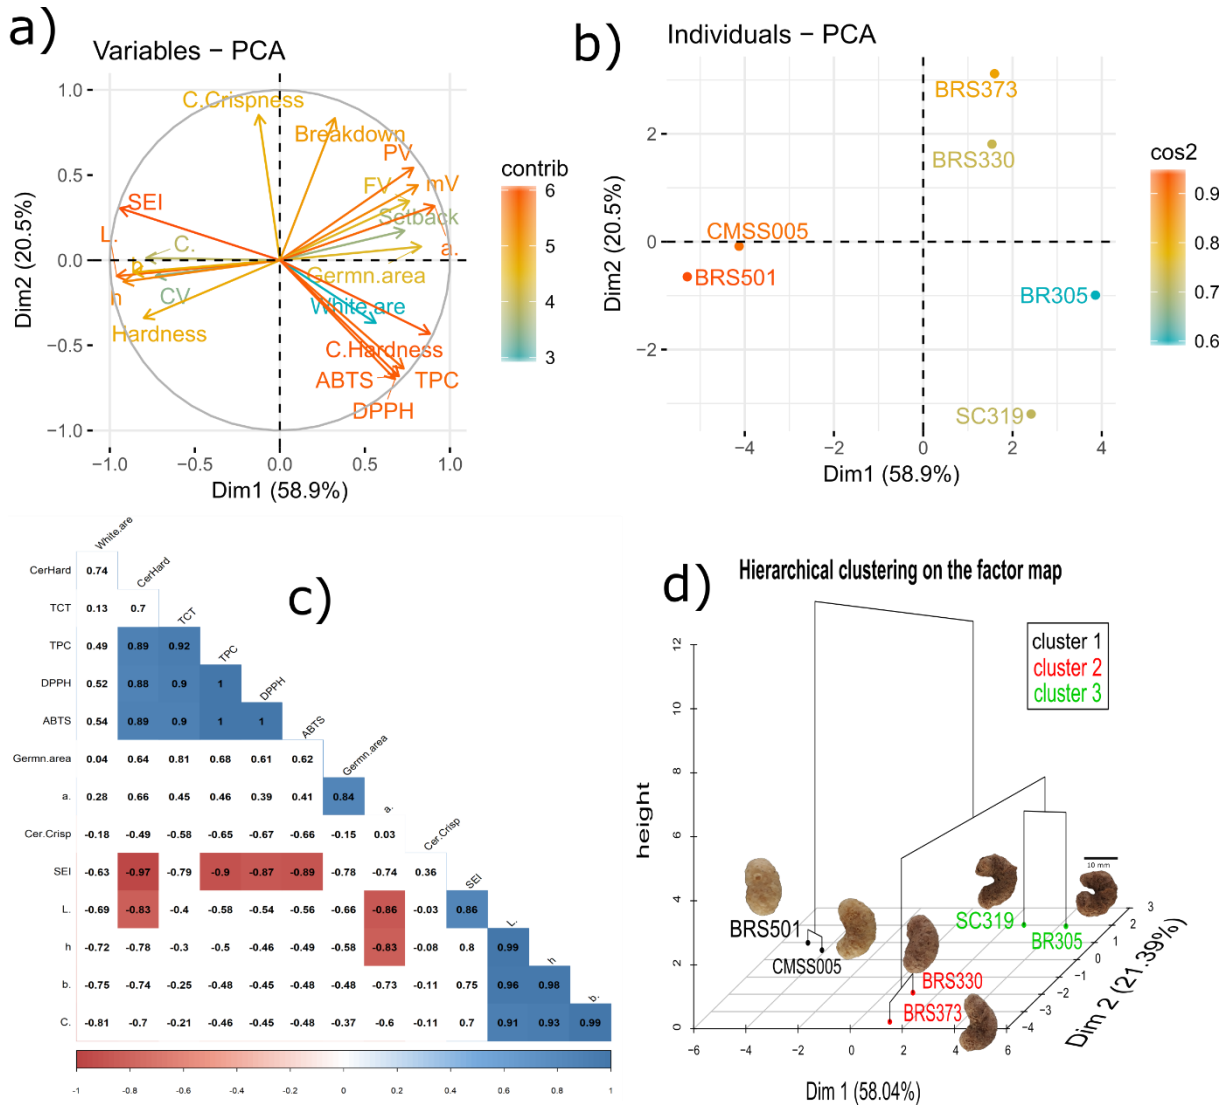 a)
Variables − PCA
1.0
0.5
0.0
−0.5
−1.0
Dim2 (20.5%)
C.Crispness
Breakdown
PV
FV
mV
SEI
Setback
L.
C.
a.
b.
Germn.area
h
CV
White.are
Hardness
C.Hardness
ABTS
TPC
DPPH
−1.0 −0.5 0.0 0.5 1.0
Dim1 (58.9%)
contrib
6
5
4
3
b)
Individuals − PCA
2
0
−2
Dim2 (20.5%)
BRS373
BRS330
CMSS005
BRS501
BR305
SC319
−4 −2 0 2 4
Dim1 (58.9%)
cos2
0.9
0.8
0.7
0.6
c)
White.are
CerHard 0.74 CerHard
TCT 0.13 0.7 TCT
TPC 0.49 0.89 0.92 TPC
DPPH 0.52 0.88 0.9 1 DPPH
ABTS 0.54 0.89 0.9 1 1 ABTS
Germn.area 0.04 0.64 0.81 0.68 0.61 0.62 Germn.area
a. 0.28 0.66 0.45 0.46 0.39 0.41 0.84 a.
Cer.Crisp -0.18 -0.49 -0.58 -0.65 -0.67 -0.66 -0.15 0.03 Cer.Crisp
SEI -0.63 -0.97 -0.79 -0.9 -0.87 -0.89 -0.78 -0.74 0.36 SEI
L. -0.69 -0.83 -0.4 -0.58 -0.54 -0.56 -0.66 -0.86 -0.03 0.86 L.
h -0.72 -0.78 -0.3 -0.5 -0.46 -0.49 -0.58 -0.83 -0.08 0.8 0.99 h
b. -0.75 -0.74 -0.25 -0.48 -0.45 -0.48 -0.48 -0.73 -0.11 0.75 0.96 0.98 b.
C. -0.81 -0.7 -0.21 -0.46 -0.45 -0.48 -0.37 -0.6 -0.11 0.7 0.91 0.93 0.99
-1 -0.8 -0.6 -0.4 -0.2 0 0.2 0.4 0.6 0.8 1
d)
Hierarchical clustering on the factor map
cluster 1
cluster 2
cluster 3
height
12
10
8
6
4
2
0
10 mm
BRS501
CMSS005
SC319
BR305
BRS330
BRS373
3
2
1
0
−1
−2
−3
−4
Dim 2 (21.39%)
−6 −4 −2 0 2 4 6
Dim 1 (58.04%)